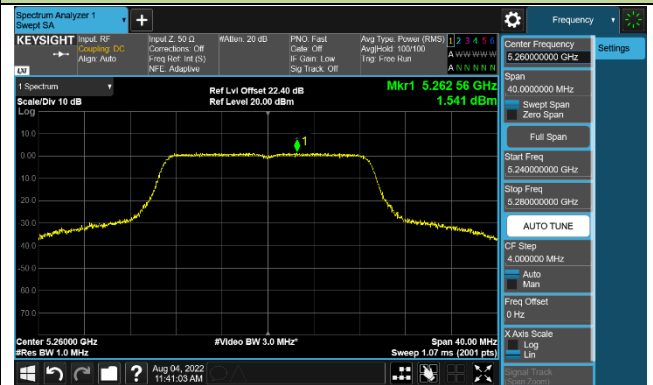 Spectrum Analyzer 1
Swept SA
Frequency
KEYSIGHT
Input: RF
Coupling: DC
Align: Auto
Input Z: 50 Ω
Corrections: Off
Freq Ref: Int (S)
NFE: Adaptive
#Atten: 20 dB
PNO: Fast
Gate: Off
IF Gain: Low
Sig Track: Off
Avg Type: Power (RMS)
Avg|Hold: 100/100
Trig: Free Run
1 2 3 4 5 6
A W W W W W
A N N N N N
LXI
1 Spectrum
Scale/Div 10 dB
Log
Ref Lvl Offset 22.40 dB
Ref Level 20.00 dBm
Mkr1 5.262 56 GHz
1.541 dBm
1
10.0
0.00
-10.0
-20.0
-30.0
-40.0
-50.0
-60.0
-70.0
Center 5.26000 GHz
#Res BW 1.0 MHz
#Video BW 3.0 MHz*
Span 40.00 MHz
Sweep 1.07 ms (2001 pts)
Aug 04, 2022
11:41:03 AM
Center Frequency
5.260000000 GHz
Settings
Span
40.0000000 MHz
Swept Span
Zero Span
Full Span
Start Freq
5.240000000 GHz
Stop Freq
5.280000000 GHz
AUTO TUNE
CF Step
4.000000 MHz
Auto
Man
Freq Offset
0 Hz
X Axis Scale
Log
Lin
Signal Track
(Span Zoom)